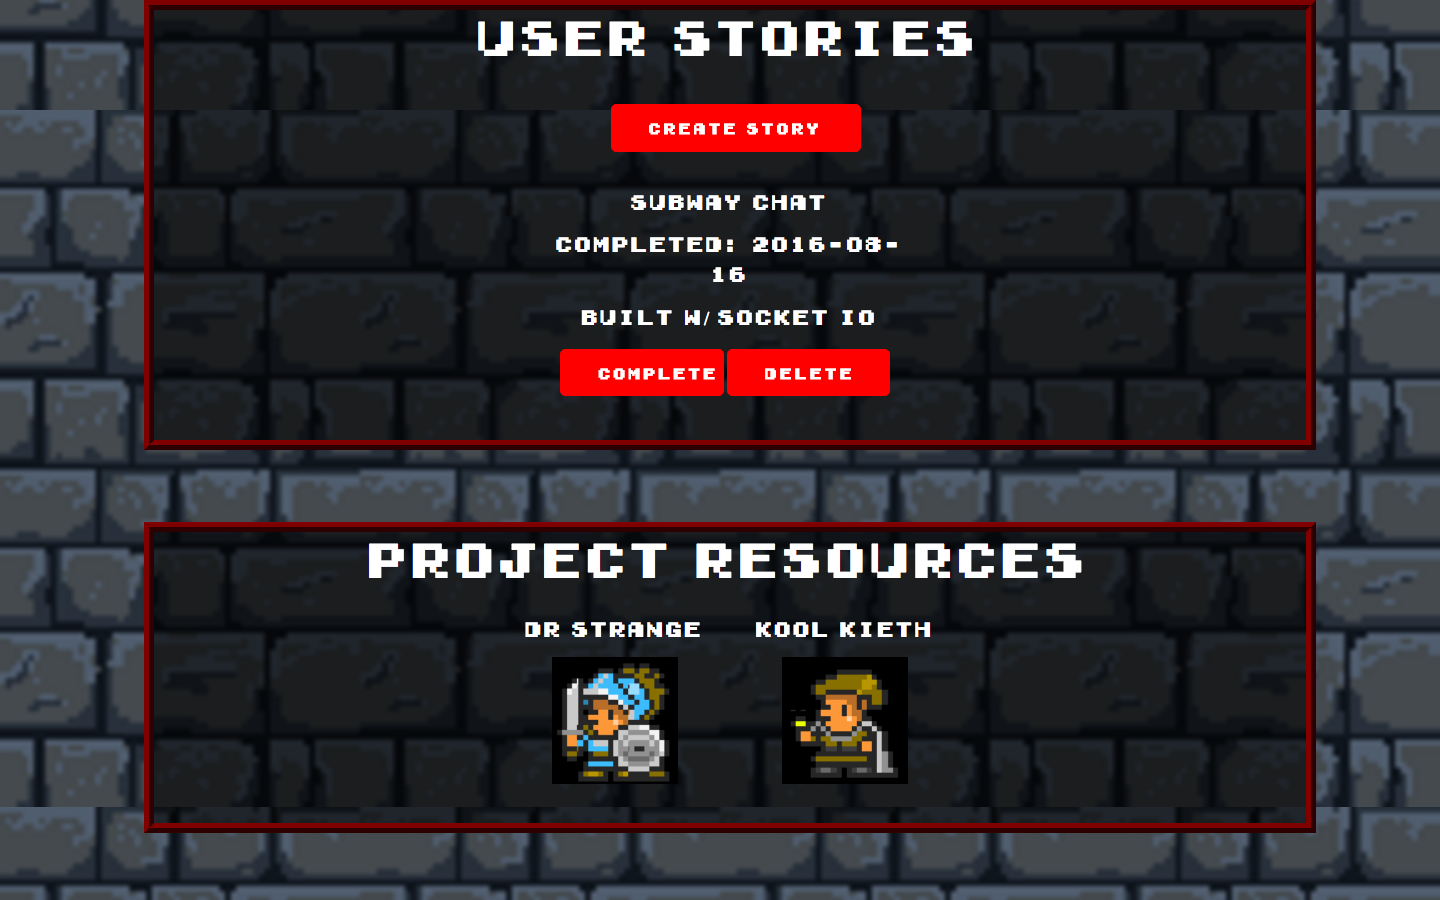 USER STORIES
CREATE STORY
SUBWAY CHAT
COMPLETED: 2016-08-
16
BUILT W/SOCKET IO
COMPLETE DELETE
PROJECT RESOURCES
DR STRANGE KOOL KIETH